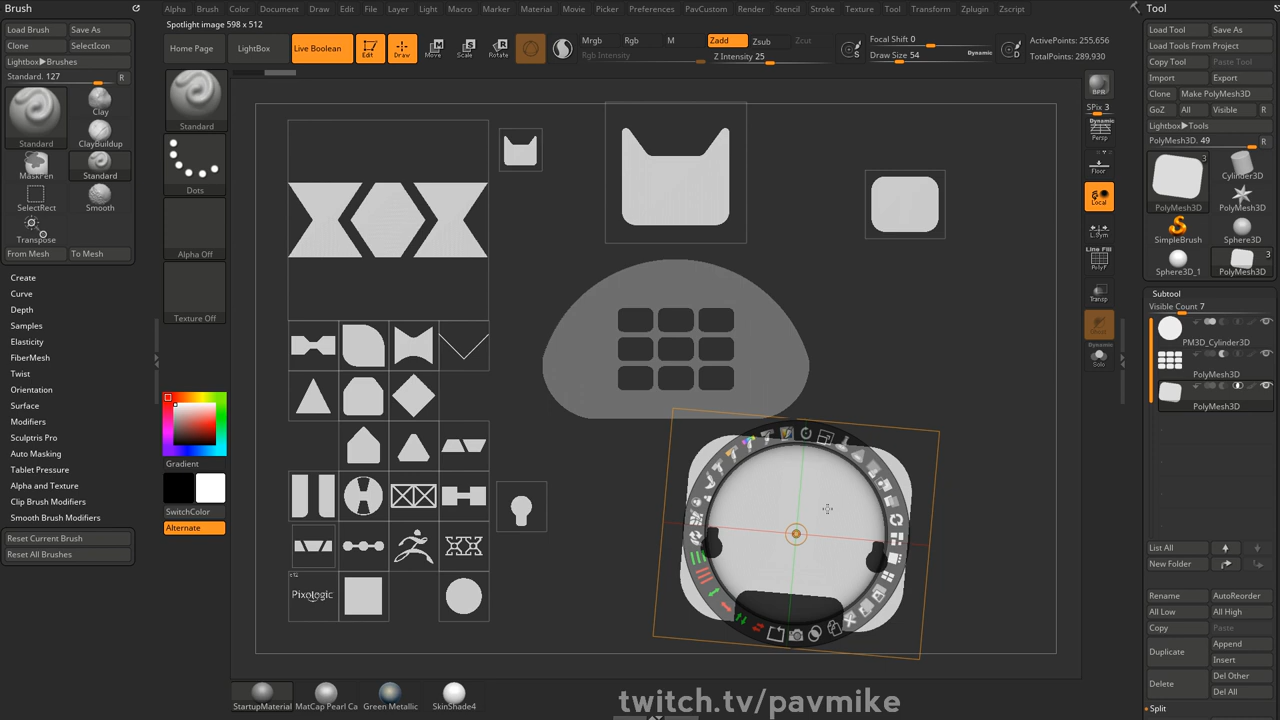 Brush
Alpha Brush Color Document Draw Edit File Layer Light Macro Marker Material Movie Picker Preferences PavCustom Render Stencil Stroke Texture Tool Transform Zplugin Zscript
Tool
Spotlight image 598 x 512
Load Brush Save As
Clone SelectIcon
Lightbox▶Brushes
Standard. 127 R
Standard
Clay
ClayBuildup
MaskPen
Standard
SelectRect
Smooth
Transpose
From Mesh To Mesh
Create
Curve
Depth
Samples
Elasticity
FiberMesh
Twist
Orientation
Surface
Modifiers
Sculptris Pro
Auto Masking
Tablet Pressure
Alpha and Texture
Clip Brush Modifiers
Smooth Brush Modifiers
Reset Current Brush
Reset All Brushes
Home Page LightBox Live Boolean Edit Draw Move Scale Rotate
Mrgb Rgb M Zadd Zsub Zcut
Rgb Intensity Z Intensity 25
S
Focal Shift 0
Draw Size 54 Dynamic
D
ActivePoints: 255,656
TotalPoints: 289,930
Standard
Dots
Alpha Off
Texture Off
Gradient
SwitchColor
Alternate
Pixologic
StartupMaterial MatCap Pearl Ca Green Metallic SkinShade4
twitch.tv/pavmike
BPR
SPix 3
Dynamic
Persp
Floor
Local
L.Sym
Line Fill
PolyF
Transp
Ghost
Dynamic
Solo
Load Tool Save As
Load Tools From Project
Copy Tool Paste Tool
Import Export
Clone Make PolyMesh3D
GoZ All Visible R
Lightbox▶Tools
PolyMesh3D. 49 R
3
PolyMesh3D
Cylinder3D
PolyMesh3D
SimpleBrush
Sphere3D
3
Sphere3D_1
PolyMesh3D
Subtool
Visible Count 7
PM3D_Cylinder3D
PolyMesh3D
PolyMesh3D
List All
New Folder
Rename AutoReorder
All Low All High
Copy Paste
Duplicate Append
Insert
Delete Del Other
Del All
Split